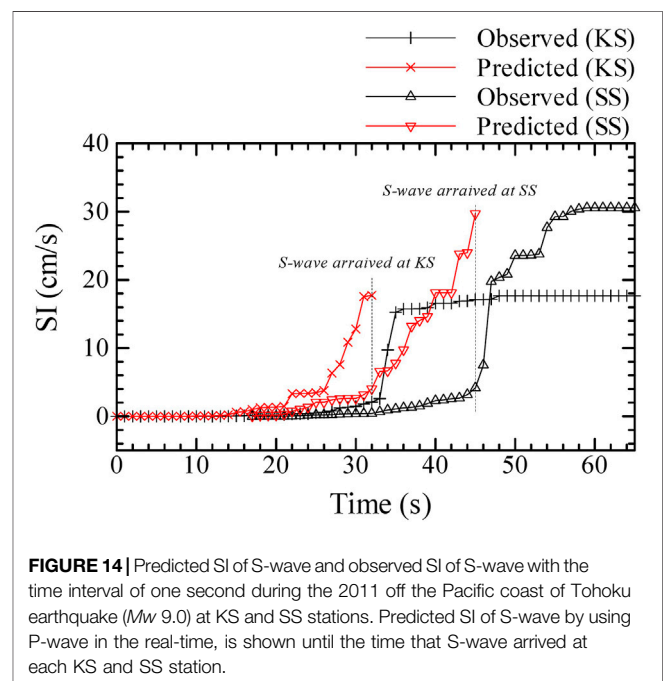 Observed (KS)
Predicted (KS)
Observed (SS)
Predicted (SS)
40
30
20
10
0
SI (cm/s)
S-wave arraived at SS
S-wave arraived at KS
0 10 20 30 40 50 60
Time (s)
FIGURE 14 | Predicted SI of S-wave and observed SI of S-wave with the
time interval of one second during the 2011 off the Pacific coast of Tohoku
earthquake (Mw 9.0) at KS and SS stations. Predicted SI of S-wave by using
P-wave in the real-time, is shown until the time that S-wave arrived at
each KS and SS station.